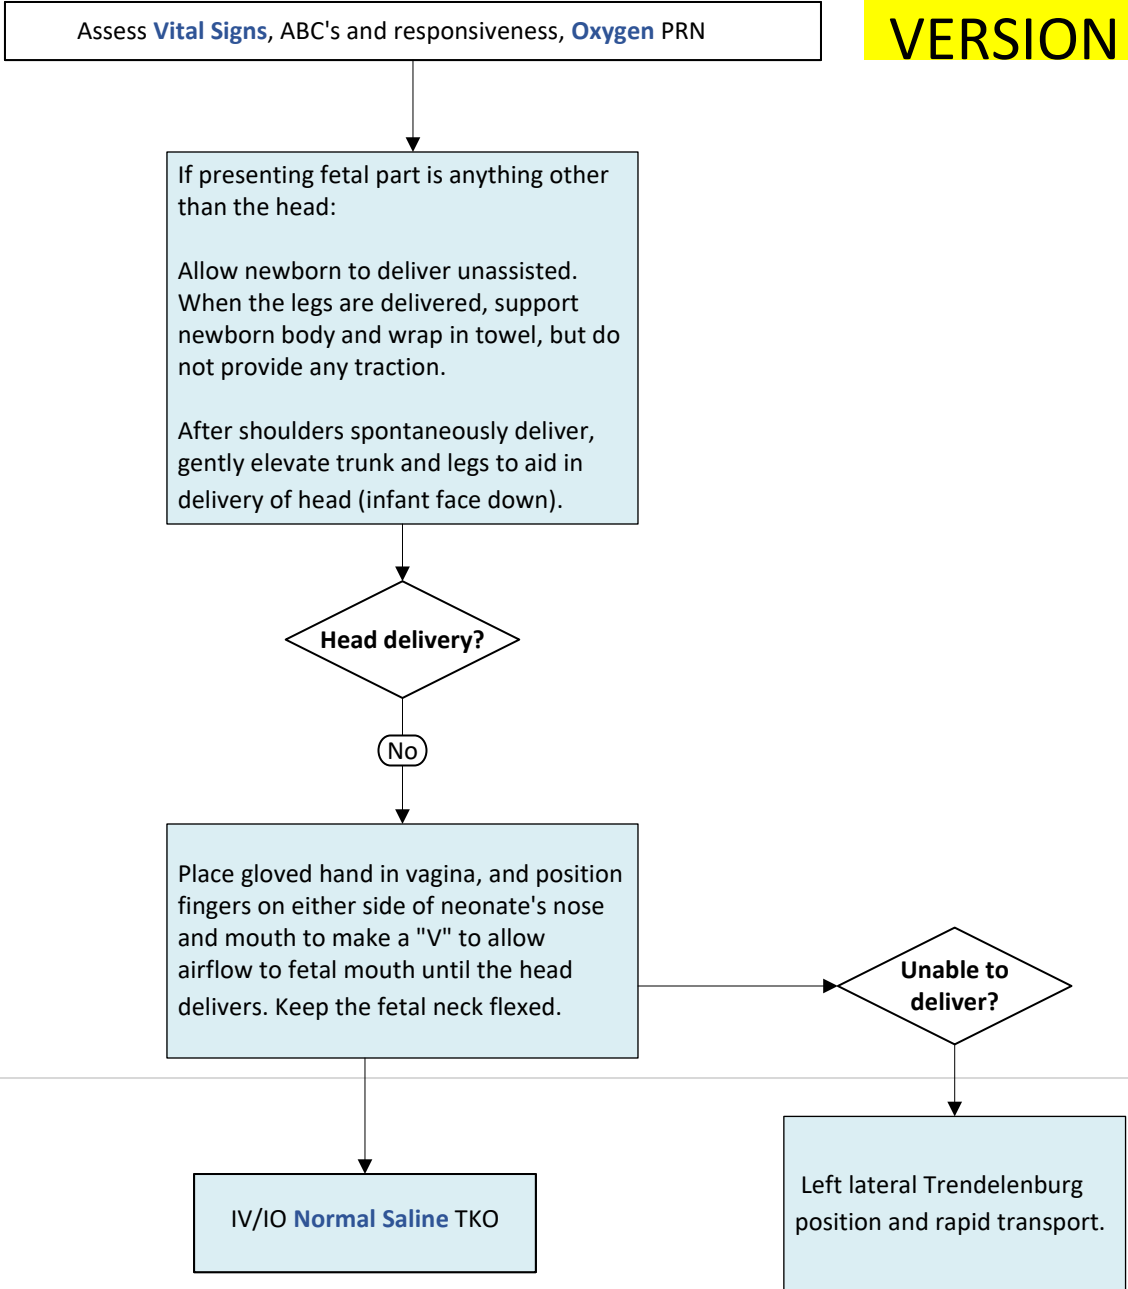 Assess Vital Signs, ABC's and responsiveness, Oxygen PRN
VERSION
If presenting fetal part is anything other
than the head:
Allow newborn to deliver unassisted.
When the legs are delivered, support
newborn body and wrap in towel, but do
not provide any traction.
After shoulders spontaneously deliver,
gently elevate trunk and legs to aid in
delivery of head (infant face down).
Head delivery?
No
Place gloved hand in vagina, and position
fingers on either side of neonate's nose
and mouth to make a "V" to allow
airflow to fetal mouth until the head
delivers. Keep the fetal neck flexed.
Unable to
deliver?
IV/IO Normal Saline TKO
Left lateral Trendelenburg
position and rapid transport.